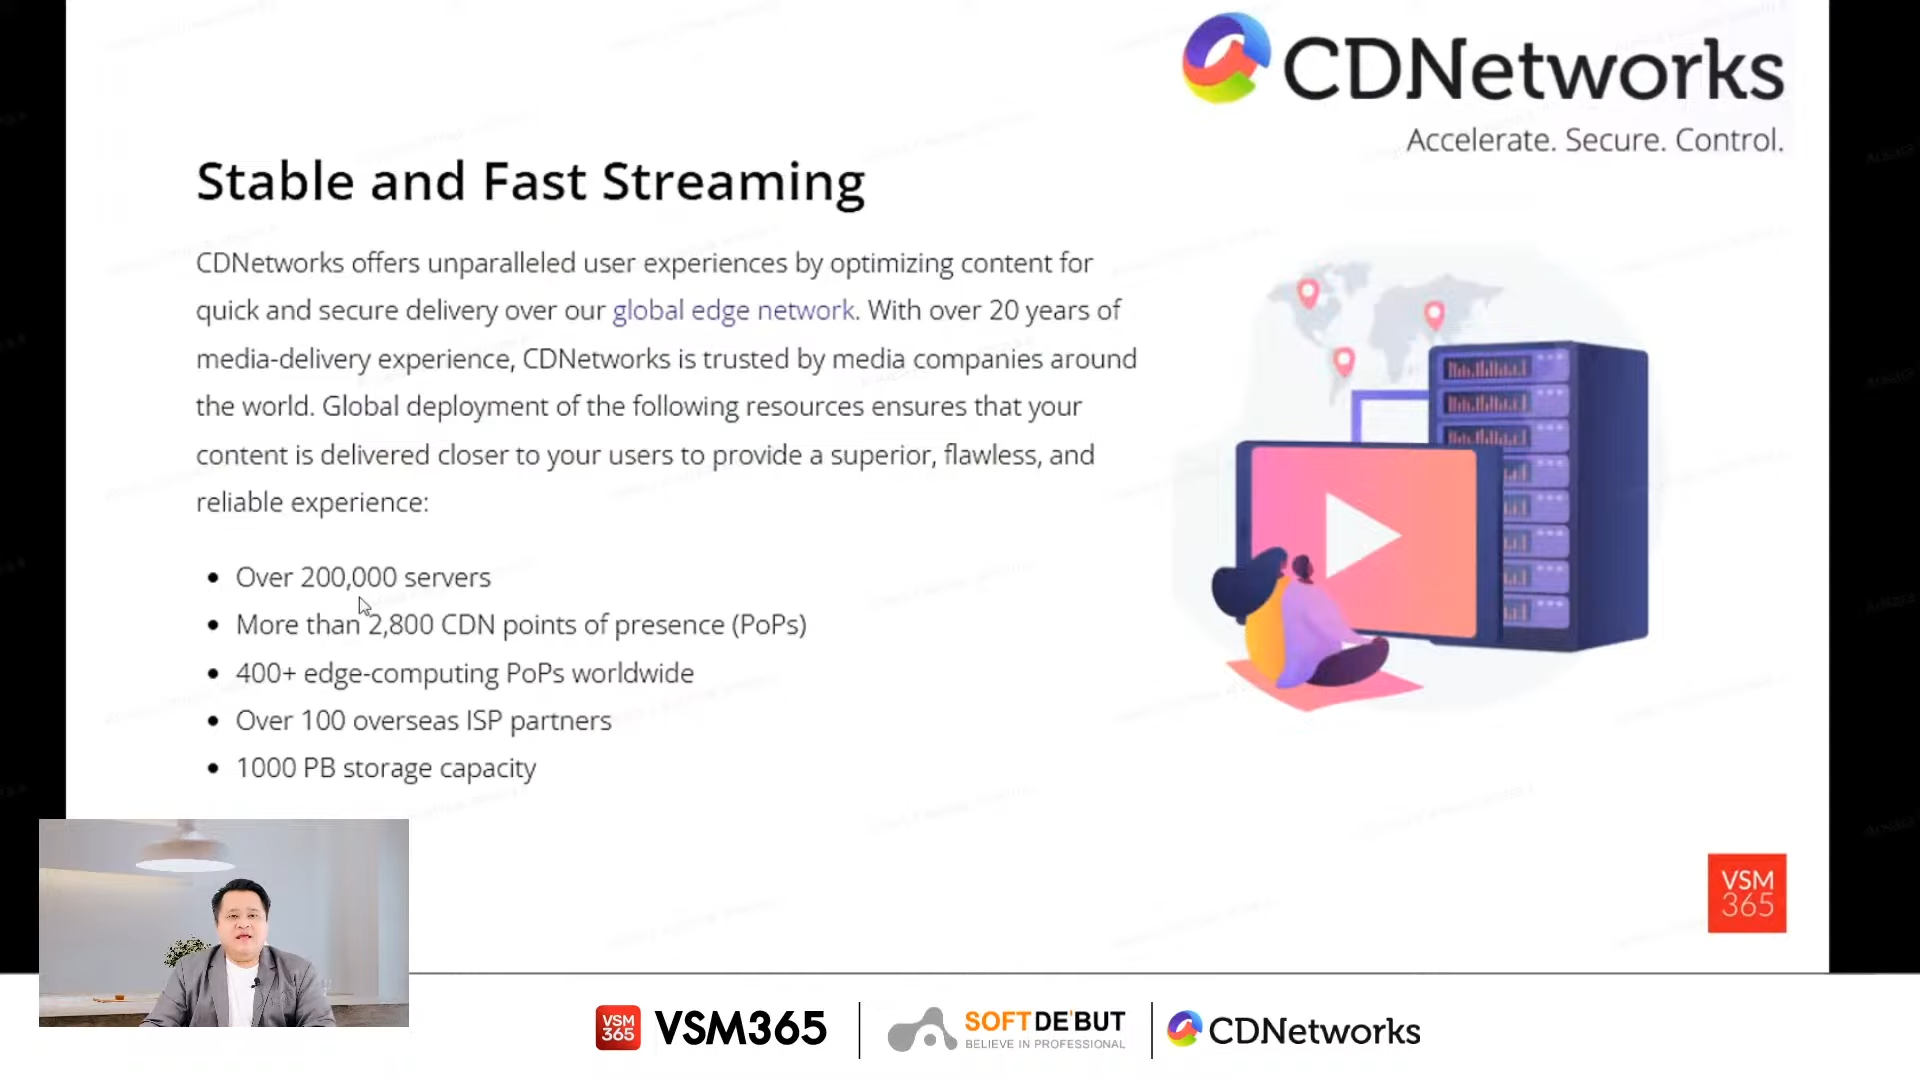 CDNetworks
Accelerate. Secure. Control.
Stable and Fast Streaming
CDNetworks offers unparalleled user experiences by optimizing content for
quick and secure delivery over our global edge network. With over 20 years of
media-delivery experience, CDNetworks is trusted by media companies around
the world. Global deployment of the following resources ensures that your
content is delivered closer to your users to provide a superior, flawless, and
reliable experience:
Over 200,000 servers
More than 2,800 CDN points of presence (PoPs)
400+ edge-computing PoPs worldwide
Over 100 overseas ISP partners
1000 PB storage capacity
VSM
365
VSM
365
VSM365
SOFTDE'BUT
BELIEVE IN PROFESSIONAL
CDNetworks